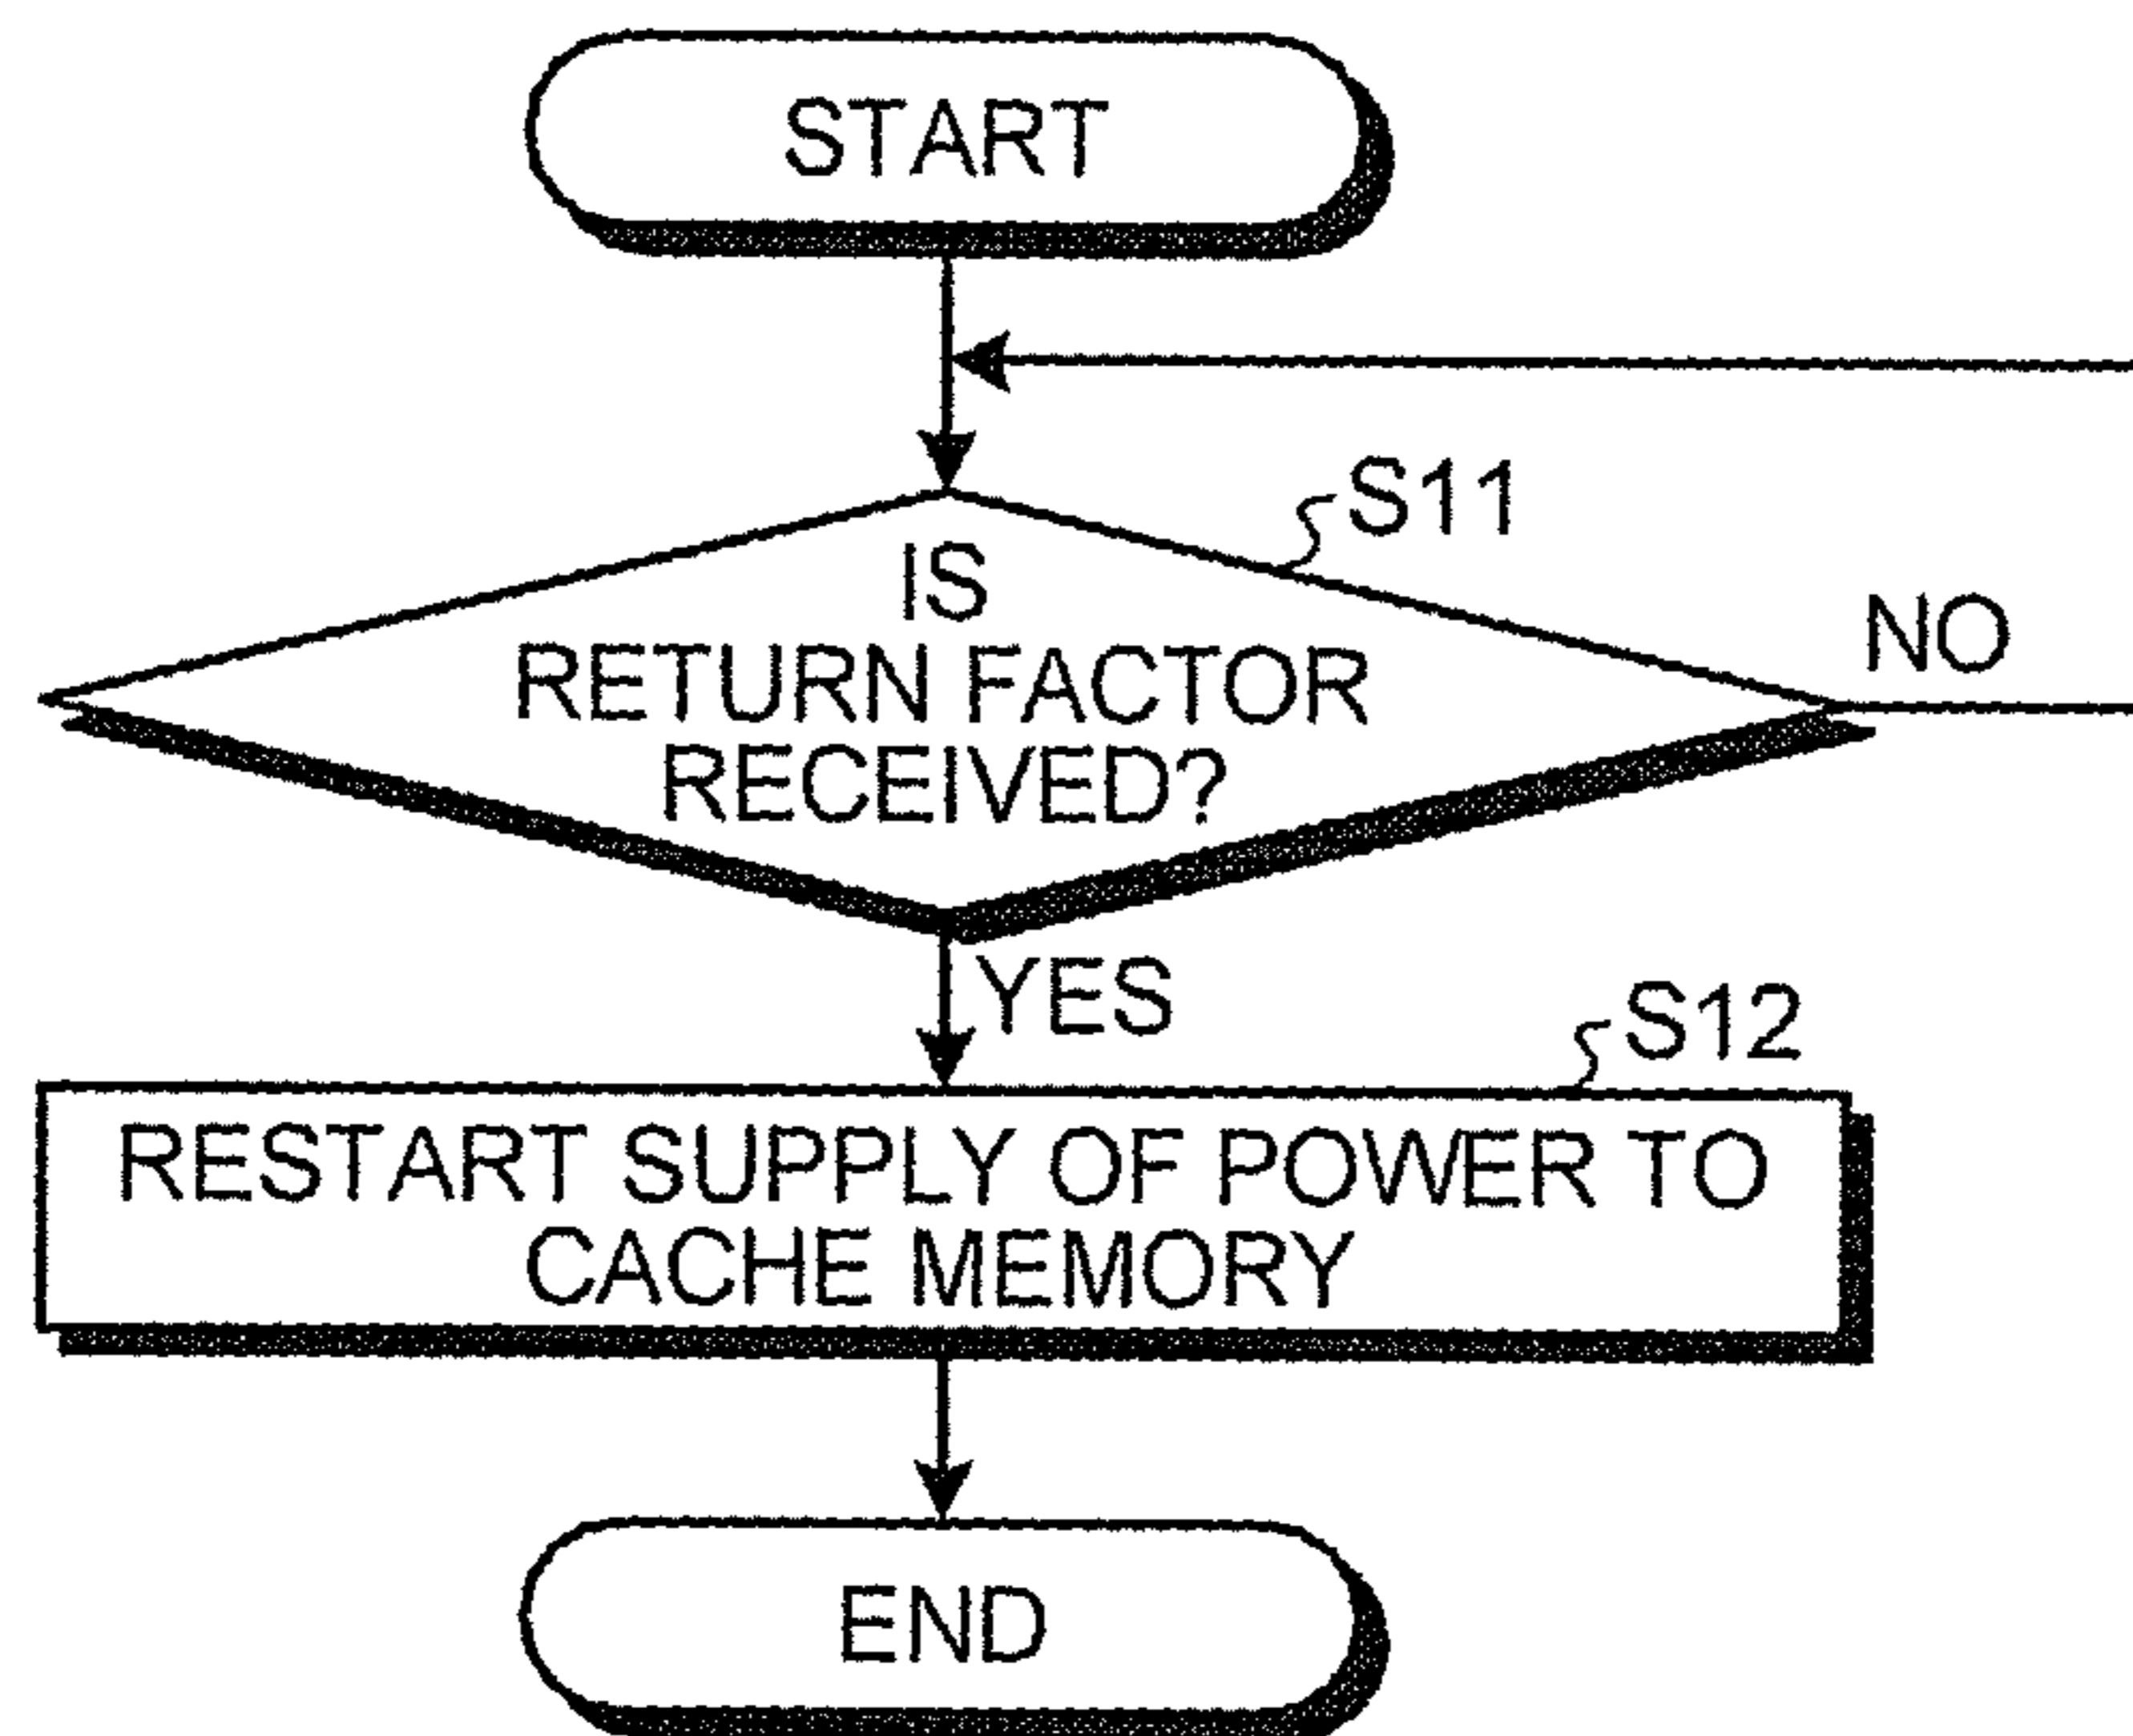 START
S11
IS
RETURN FACTOR
RECEIVED?
NO
YES
S12
RESTART SUPPLY OF POWER TO
CACHE MEMORY
END